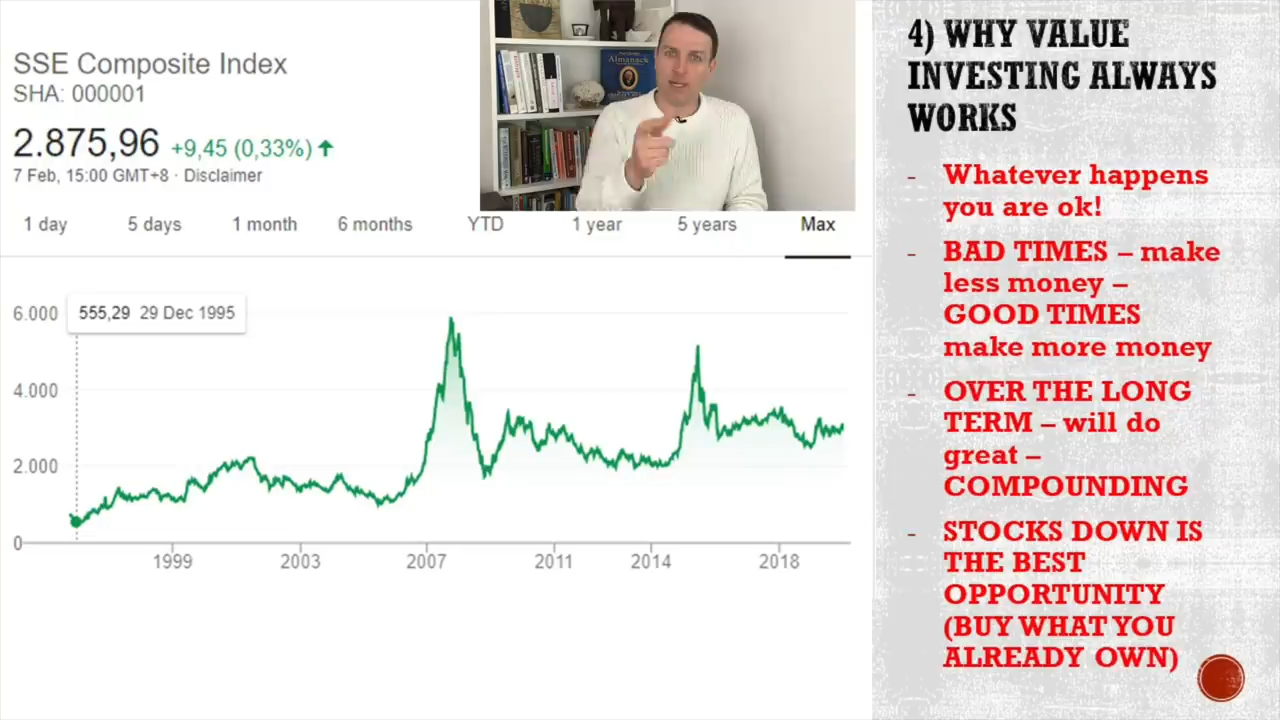 SSE Composite Index
SHA: 000001
2.875,96 +9,45 (0,33%)
7 Feb, 15:00 GMT+8 · Disclaimer
1 day 5 days 1 month 6 months YTD 1 year 5 years Max
555,29 29 Dec 1995
6.000
4.000
2.000
0
1999 2003 2007 2011 2014 2018
Almanack
4) WHY VALUE
INVESTING ALWAYS
WORKS
- Whatever happens
you are ok!
- BAD TIMES – make
less money –
GOOD TIMES
make more money
- OVER THE LONG
TERM – will do
great –
COMPOUNDING
- STOCKS DOWN IS
THE BEST
OPPORTUNITY
(BUY WHAT YOU
ALREADY OWN)